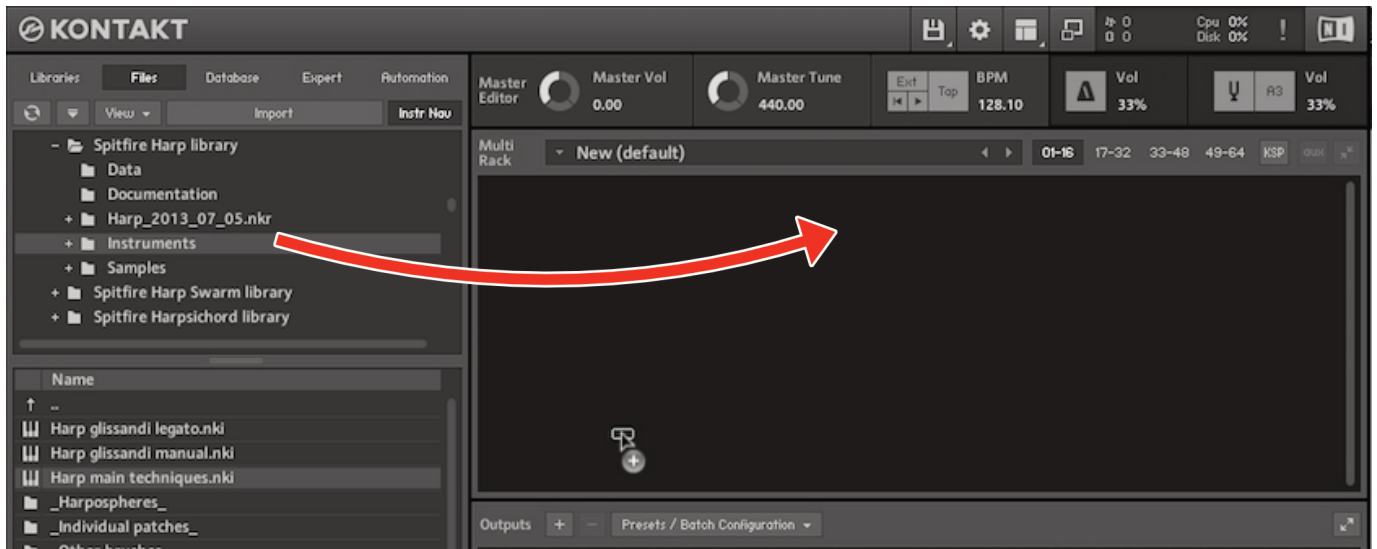 KONTAKT
0
0 0
Cpu 0%
Disk 0%
!
NI
Libraries Files Database Expert Automation
View Import Instr Nav
Master Editor
Master Vol
0.00
Master Tune
440.00
Ext
Tap
BPM
128.10
Vol
33%
A3
Vol
33%
Multi Rack
New (default)
01-16 17-32 33-48 49-64 KSP aux
- Spitfire Harp library
Data
Documentation
+ Harp_2013_07_05.nkr
+ Instruments
+ Samples
+ Spitfire Harp Swarm library
+ Spitfire Harpsichord library
Name
..
Harp glissandi legato.nki
Harp glissandi manual.nki
Harp main techniques.nki
_Harpospheres_
_Individual patches_
Outputs + - Presets / Batch Configuration